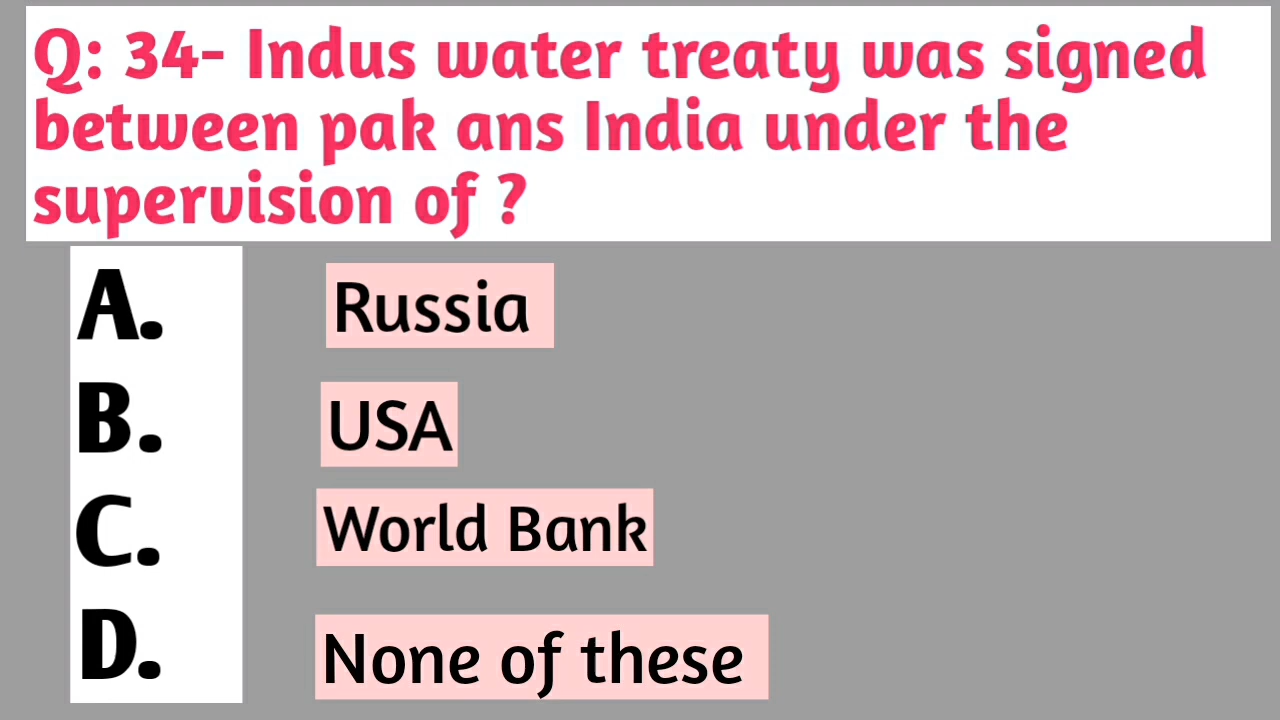 Q: 34- Indus water treaty was signed
between pak ans India under the
supervision of ?
A. Russia
B. USA
C. World Bank
D. None of these